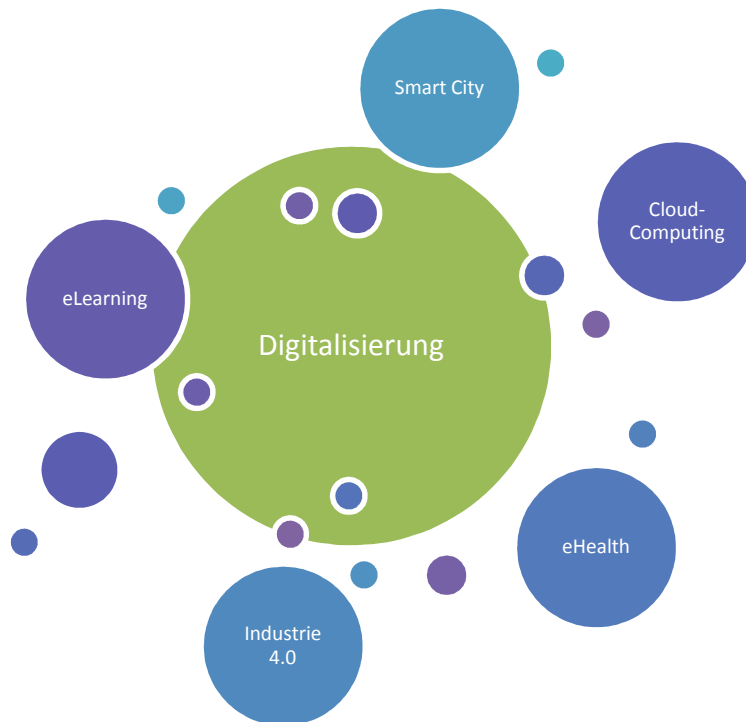 Smart City
Cloud-
Computing
eLearning
Digitalisierung
eHealth
Industrie
4.0